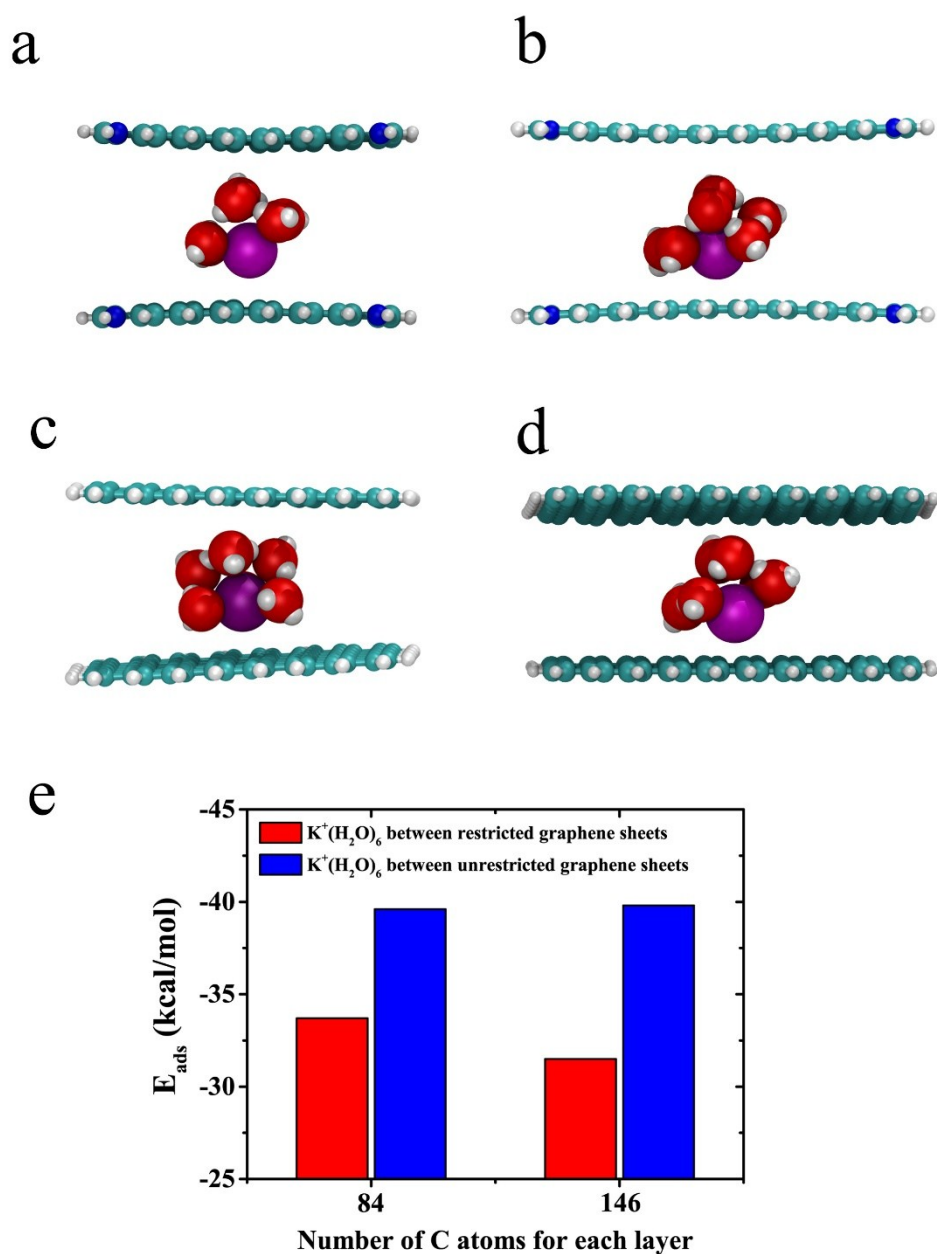 a
b
c
d
e
K⁺(H₂O)₆ between restricted graphene sheets
K⁺(H₂O)₆ between unrestricted graphene sheets
-45
-40
-35
-30
-25
E_ads (kcal/mol)
84
146
Number of C atoms for each layer